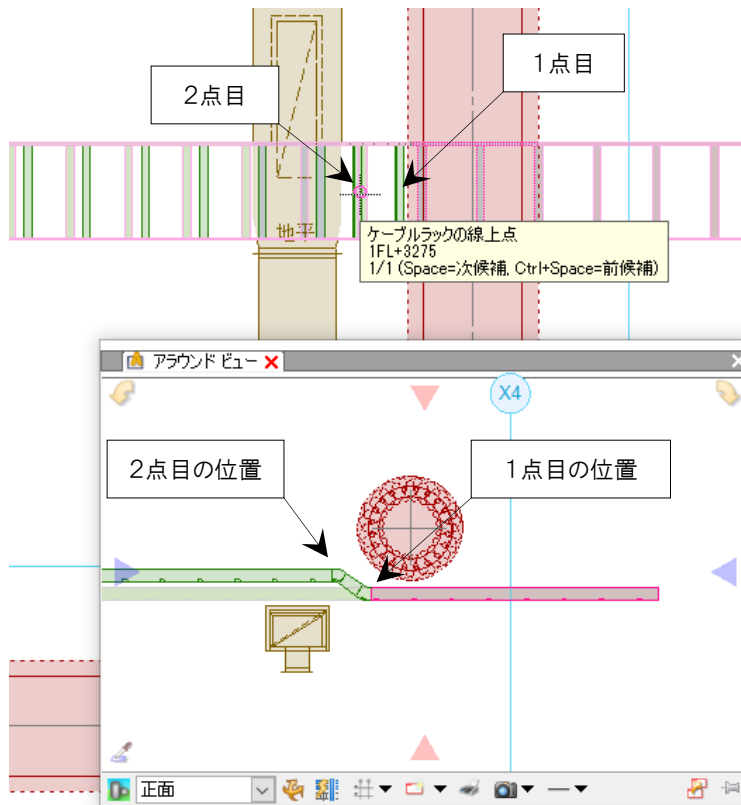 1点目
2点目
地平
ケーブルラックの線上点
1FL+3275
1/1 (Space=次候補, Ctrl+Space=前候補)
アラウンド ビュー
X4
2点目の位置
1点目の位置
正面